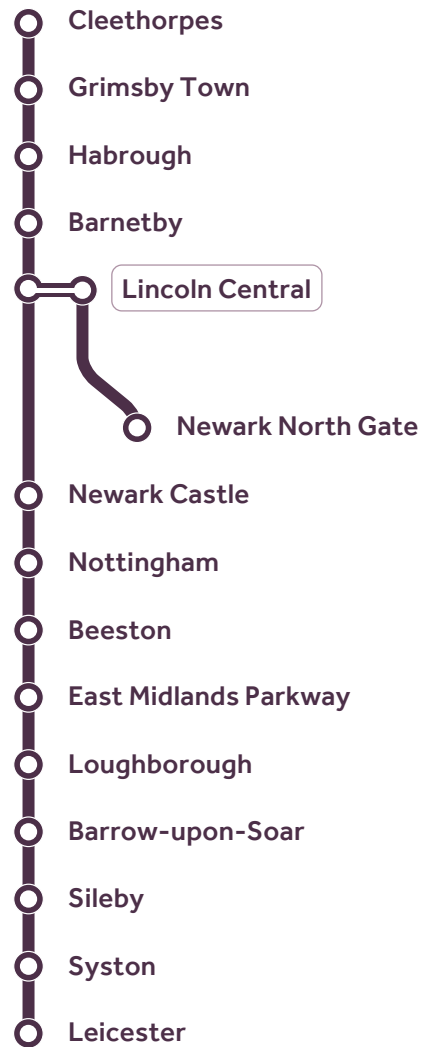 Cleethorpes
Grimsby Town
Habrough
Barnetby
Lincoln Central
Newark North Gate
Newark Castle
Nottingham
Beeston
East Midlands Parkway
Loughborough
Barrow-upon-Soar
Sileby
Syston
Leicester